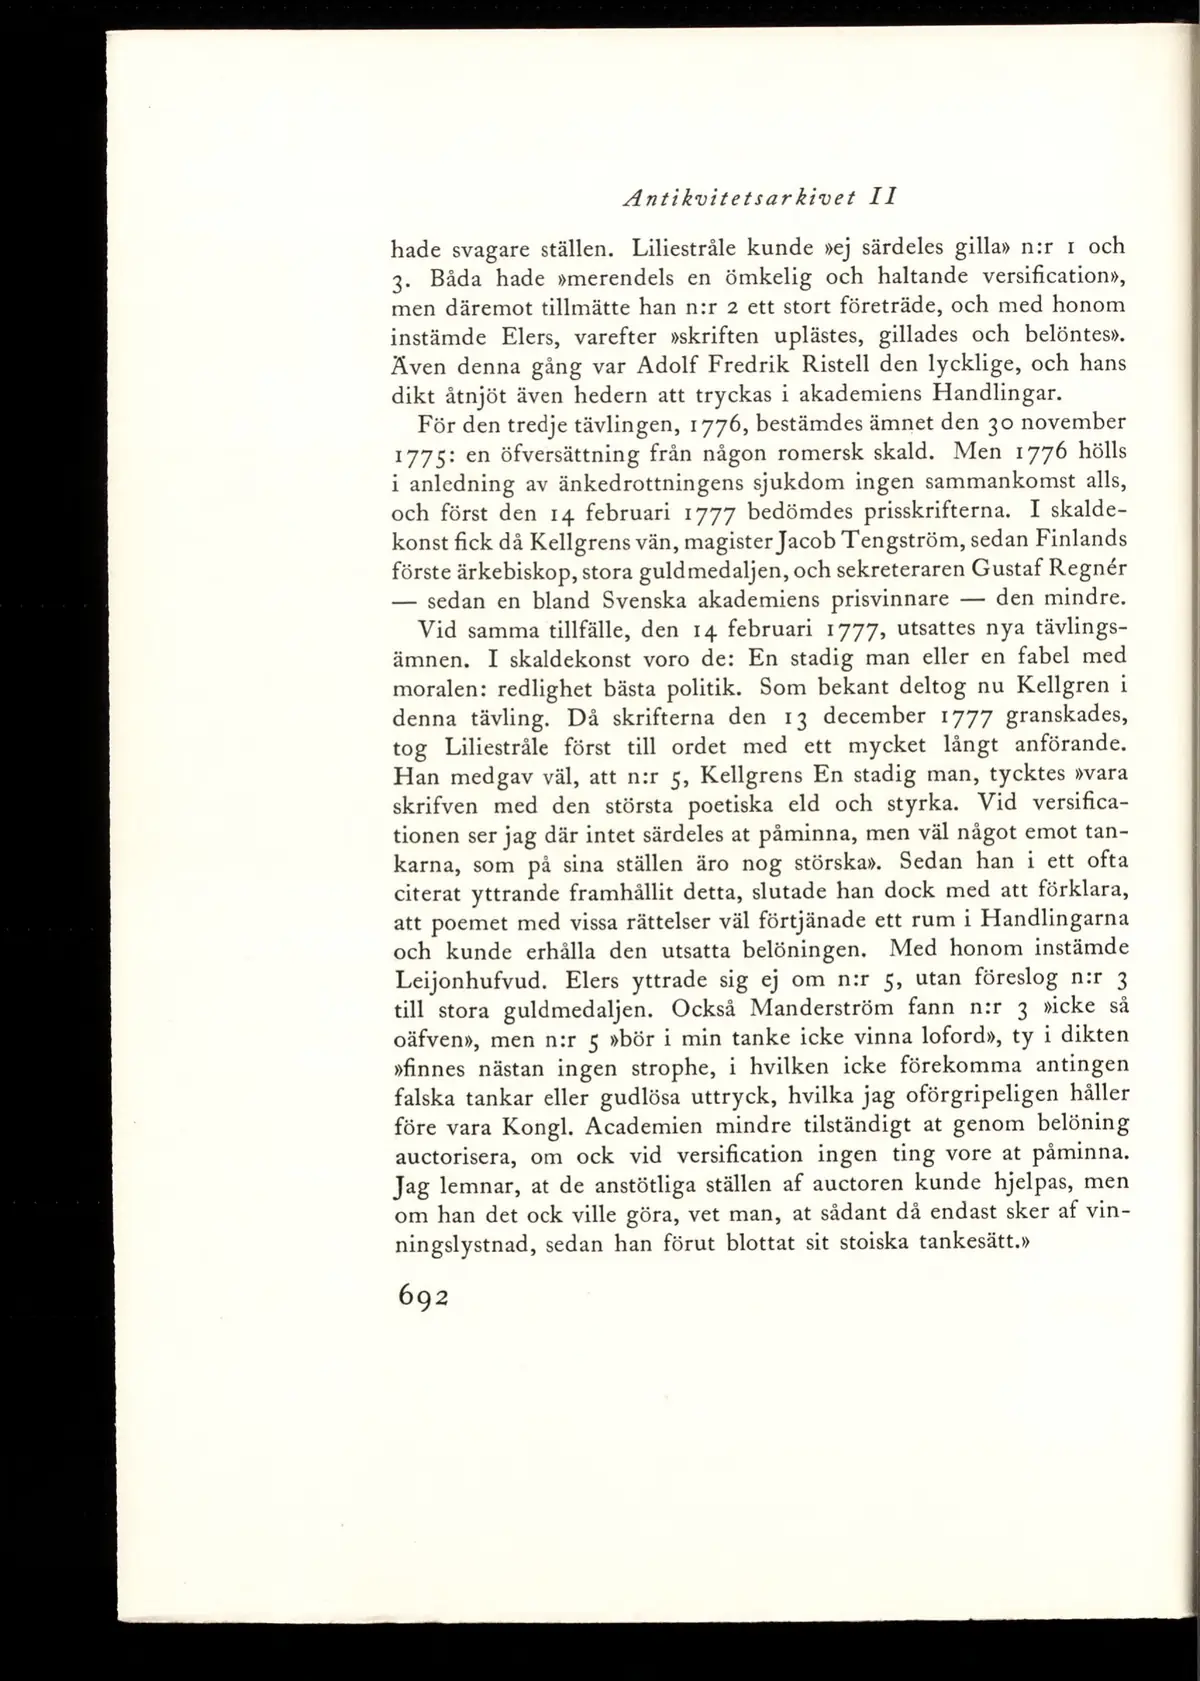 Antikvitetsarkivet II
hade svagare ställen. Liliestråle kunde »ej särdeles gilla» n:r 1 och
3. Båda hade »merendels en ömkelig och haltande versification»,
men däremot tillmätte han n:r 2 ett stort företräde, och med honom
instämde Elers, varefter »skriften uplästes, gillades och belöntes».
Även denna gång var Adolf Fredrik Ristell den lycklige, och hans
dikt åtnjöt även hedern att tryckas i akademiens Handlingar.
För den tredje tävlingen, 1776, bestämdes ämnet den 30 november
1775: en öfversättning från någon romersk skald. Men 1776 hölls
i anledning av änkedrottningens sjukdom ingen sammankomst alls,
och först den 14 februari 1777 bedömdes prisskrifterna. I skalde-
konst fick då Kellgrens vän, magister Jacob Tengström, sedan Finlands
förste ärkebiskop, stora guldmedaljen, och sekreteraren Gustaf Regnér
— sedan en bland Svenska akademiens prisvinnare — den mindre.
Vid samma tillfälle, den 14 februari 1777, utsattes nya tävlings-
ämnen. I skaldekonst voro de: En stadig man eller en fabel med
moralen: redlighet bästa politik. Som bekant deltog nu Kellgren i
denna tävling. Då skrifterna den 13 december 1777 granskades,
tog Liliestråle först till ordet med ett mycket långt anförande.
Han medgav väl, att n:r 5, Kellgrens En stadig man, tycktes »vara
skrifven med den största poetiska eld och styrka. Vid versifica-
tionen ser jag där intet särdeles at påminna, men väl något emot tan-
karna, som på sina ställen äro nog störska». Sedan han i ett ofta
citerat yttrande framhållit detta, slutade han dock med att förklara,
att poemet med vissa rättelser väl förtjänade ett rum i Handlingarna
och kunde erhålla den utsatta belöningen. Med honom instämde
Leijonhufvud. Elers yttrade sig ej om n:r 5, utan föreslog n:r 3
till stora guldmedaljen. Också Manderström fann n:r 3 »icke så
oäfven», men n:r 5 »bör i min tanke icke vinna loford», ty i dikten
»finnes nästan ingen strophe, i hvilken icke förekomma antingen
falska tankar eller gudlösa uttryck, hvilka jag oförgripeligen håller
före vara Kongl. Academien mindre tilständigt at genom belöning
auctorisera, om ock vid versification ingen ting vore at påminna.
Jag lemnar, at de anstötliga ställen af auctoren kunde hjelpas, men
om han det ock ville göra, vet man, at sådant då endast sker af vin-
ningslystnad, sedan han förut blottat sit stoiska tankesätt.»
692